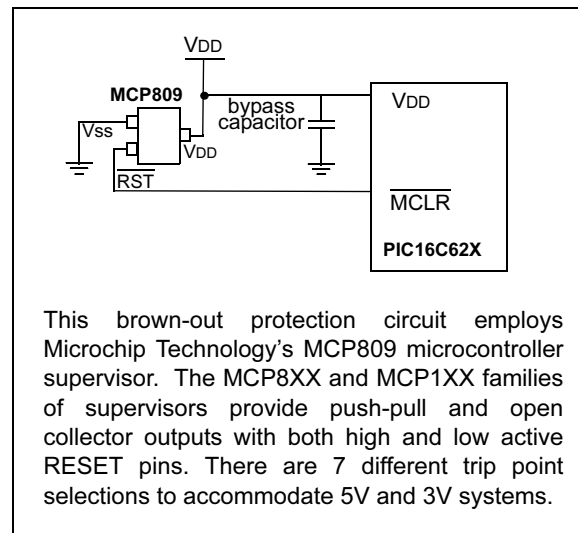 VDD
MCP809
bypass
capacitor
VDD
Vss
VDD
RST
MCLR
PIC16C62X
This brown-out protection circuit employs
Microchip Technology's MCP809 microcontroller
supervisor. The MCP8XX and MCP1XX families
of supervisors provide push-pull and open
collector outputs with both high and low active
RESET pins. There are 7 different trip point
selections to accommodate 5V and 3V systems.